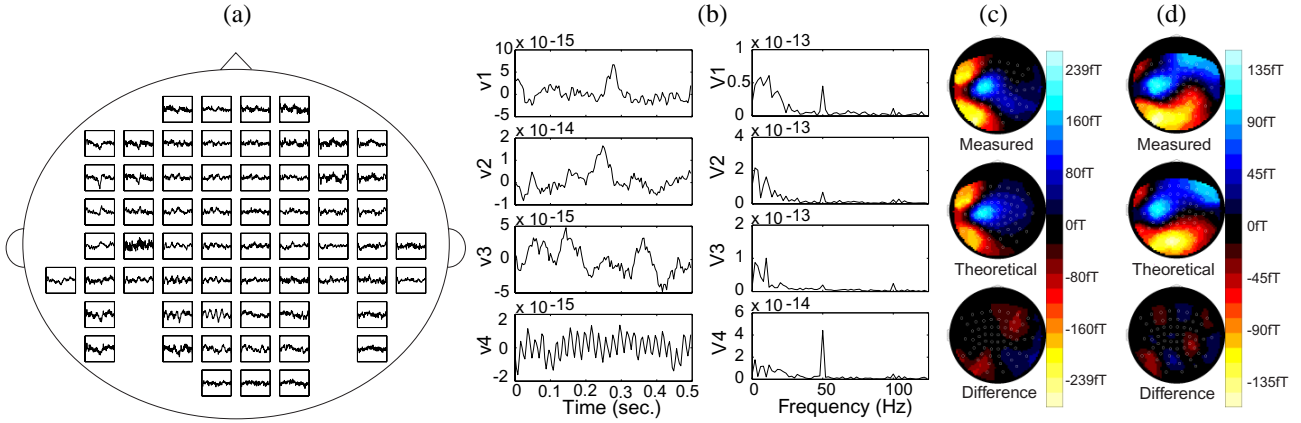 (a)
(b)
(c)
(d)
x 10 -15
5
0
-5
v1
x 10 -14
2
1
0
-1
v2
x 10 -15
5
0
-5
v3
x 10 -15
2
0
-2
v4
0 0.1 0.2 0.3 0.4 0.5
Time (sec.)
x 10 -13
1
0.5
0
V1
x 10 -13
4
2
0
V2
x 10 -13
2
1
0
V3
x 10 -14
6
4
2
0
V4
0 50 100
Frequency (Hz)
Measured
Theoretical
Difference
239fT
160fT
80fT
0fT
-80fT
-160fT
-239fT
Measured
Theoretical
Difference
135fT
90fT
45fT
0fT
-45fT
-90fT
-135fT